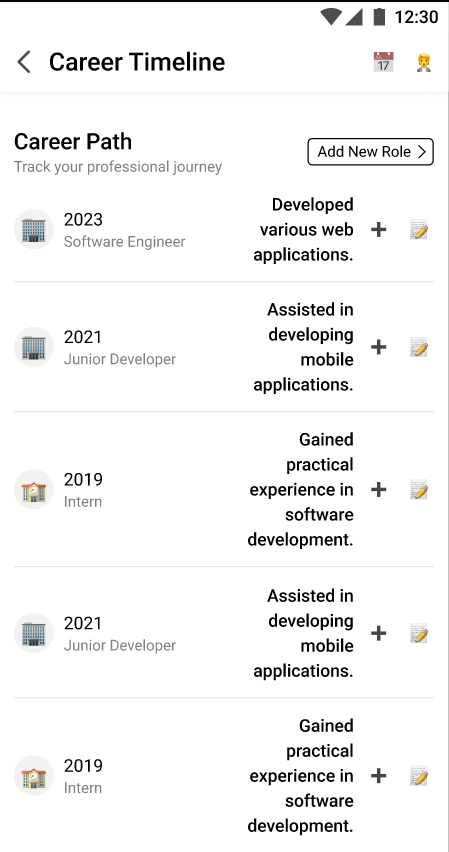 12:30
Career Timeline
17
Career Path
Track your professional journey
Add New Role
2023
Software Engineer
Developed
various web
applications.
2021
Junior Developer
Assisted in
developing
mobile
applications.
2019
Intern
Gained
practical
experience in
software
development.
2021
Junior Developer
Assisted in
developing
mobile
applications.
2019
Intern
Gained
practical
experience in
software
development.